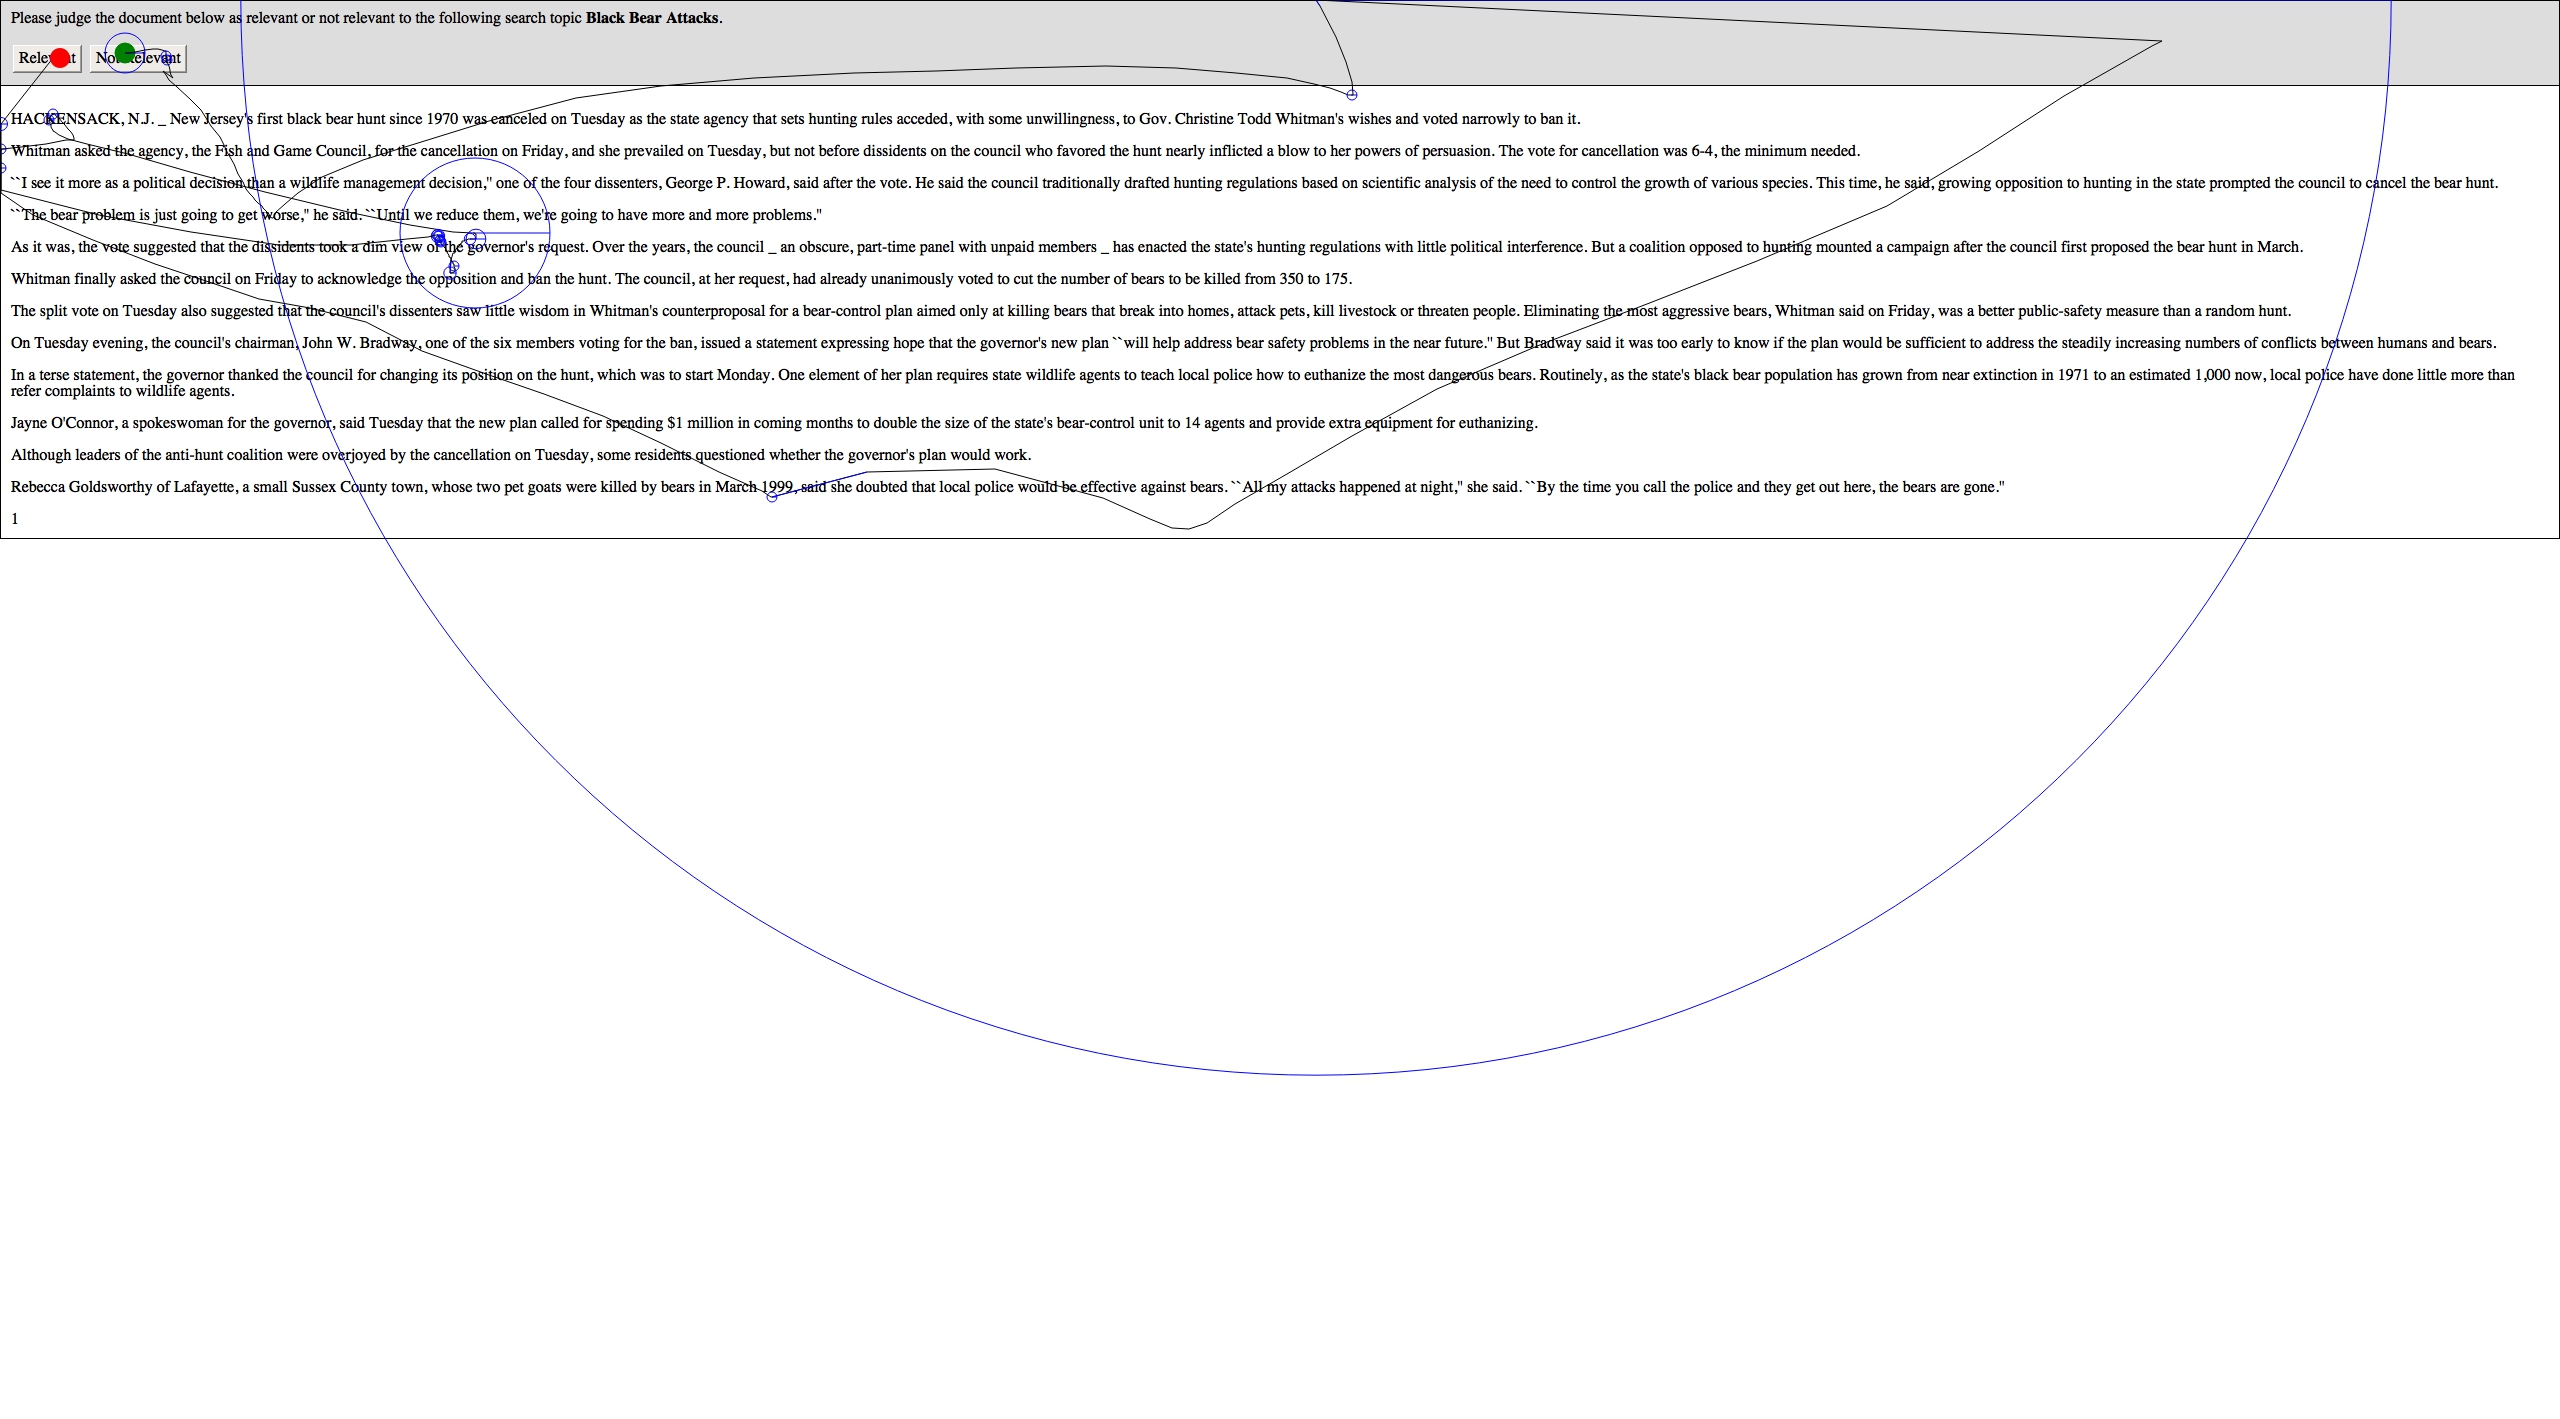 Please judge the document below as relevant or not relevant to the following search topic Black Bear Attacks.
Relevant Not Relevant
HACKENSACK, N.J. _ New Jersey's first black bear hunt since 1970 was canceled on Tuesday as the state agency that sets hunting rules acceded, with some unwillingness, to Gov. Christine Todd Whitman's wishes and voted narrowly to ban it.
Whitman asked the agency, the Fish and Game Council, for the cancellation on Friday, and she prevailed on Tuesday, but not before dissidents on the council who favored the hunt nearly inflicted a blow to her powers of persuasion. The vote for cancellation was 6-4, the minimum needed.
``I see it more as a political decision than a wildlife management decision,'' one of the four dissenters, George P. Howard, said after the vote. He said the council traditionally drafted hunting regulations based on scientific analysis of the need to control the growth of various species. This time, he said, growing opposition to hunting in the state prompted the council to cancel the bear hunt.
``The bear problem is just going to get worse,'' he said. ``Until we reduce them, we're going to have more and more problems.''
As it was, the vote suggested that the dissidents took a dim view of the governor's request. Over the years, the council _ an obscure, part-time panel with unpaid members _ has enacted the state's hunting regulations with little political interference. But a coalition opposed to hunting mounted a campaign after the council first proposed the bear hunt in March.
Whitman finally asked the council on Friday to acknowledge the opposition and ban the hunt. The council, at her request, had already unanimously voted to cut the number of bears to be killed from 350 to 175.
The split vote on Tuesday also suggested that the council's dissenters saw little wisdom in Whitman's counterproposal for a bear-control plan aimed only at killing bears that break into homes, attack pets, kill livestock or threaten people. Eliminating the most aggressive bears, Whitman said on Friday, was a better public-safety measure than a random hunt.
On Tuesday evening, the council's chairman, John W. Bradway, one of the six members voting for the ban, issued a statement expressing hope that the governor's new plan ``will help address bear safety problems in the near future.'' But Bradway said it was too early to know if the plan would be sufficient to address the steadily increasing numbers of conflicts between humans and bears.
In a terse statement, the governor thanked the council for changing its position on the hunt, which was to start Monday. One element of her plan requires state wildlife agents to teach local police how to euthanize the most dangerous bears. Routinely, as the state's black bear population has grown from near extinction in 1971 to an estimated 1,000 now, local police have done little more than
refer complaints to wildlife agents.
Jayne O'Connor, a spokeswoman for the governor, said Tuesday that the new plan called for spending $1 million in coming months to double the size of the state's bear-control unit to 14 agents and provide extra equipment for euthanizing.
Although leaders of the anti-hunt coalition were overjoyed by the cancellation on Tuesday, some residents questioned whether the governor's plan would work.
Rebecca Goldsworthy of Lafayette, a small Sussex County town, whose two pet goats were killed by bears in March 1999, said she doubted that local police would be effective against bears. ``All my attacks happened at night,'' she said. ``By the time you call the police and they get out here, the bears are gone.''
1